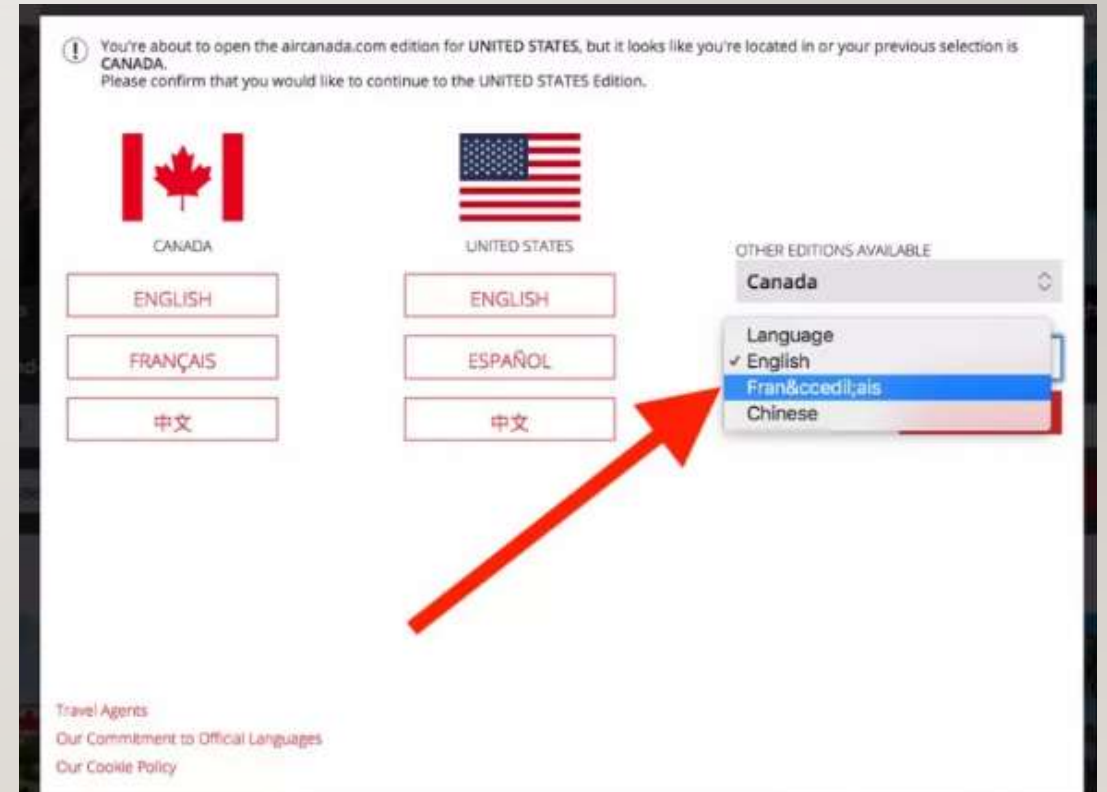 You're about to open the aircanada.com edition for UNITED STATES, but it looks like you're located in or your previous selection is
CANADA.
Please confirm that you would like to continue to the UNITED STATES Edition.
CANADA
ENGLISH
FRANÇAIS
中文
UNITED STATES
ENGLISH
ESPAÑOL
中文
OTHER EDITIONS AVAILABLE
Canada
Language
✓ English
Fran&ccedil;ais
Chinese
Travel Agents
Our Commitment to Official Languages
Our Cookie Policy